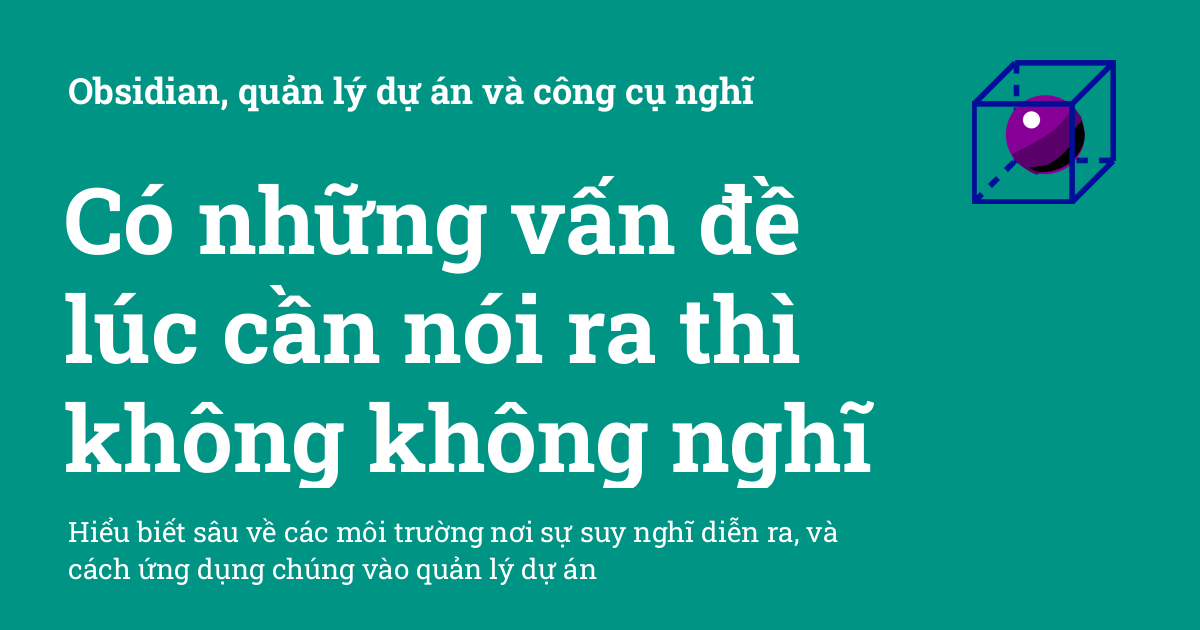 Obsidian, quản lý dự án và công cụ nghĩ
Có những vấn đề
lúc cần nói ra thì
không không nghĩ
Hiểu biết sâu về các môi trường nơi sự suy nghĩ diễn ra, và
cách ứng dụng chúng vào quản lý dự án